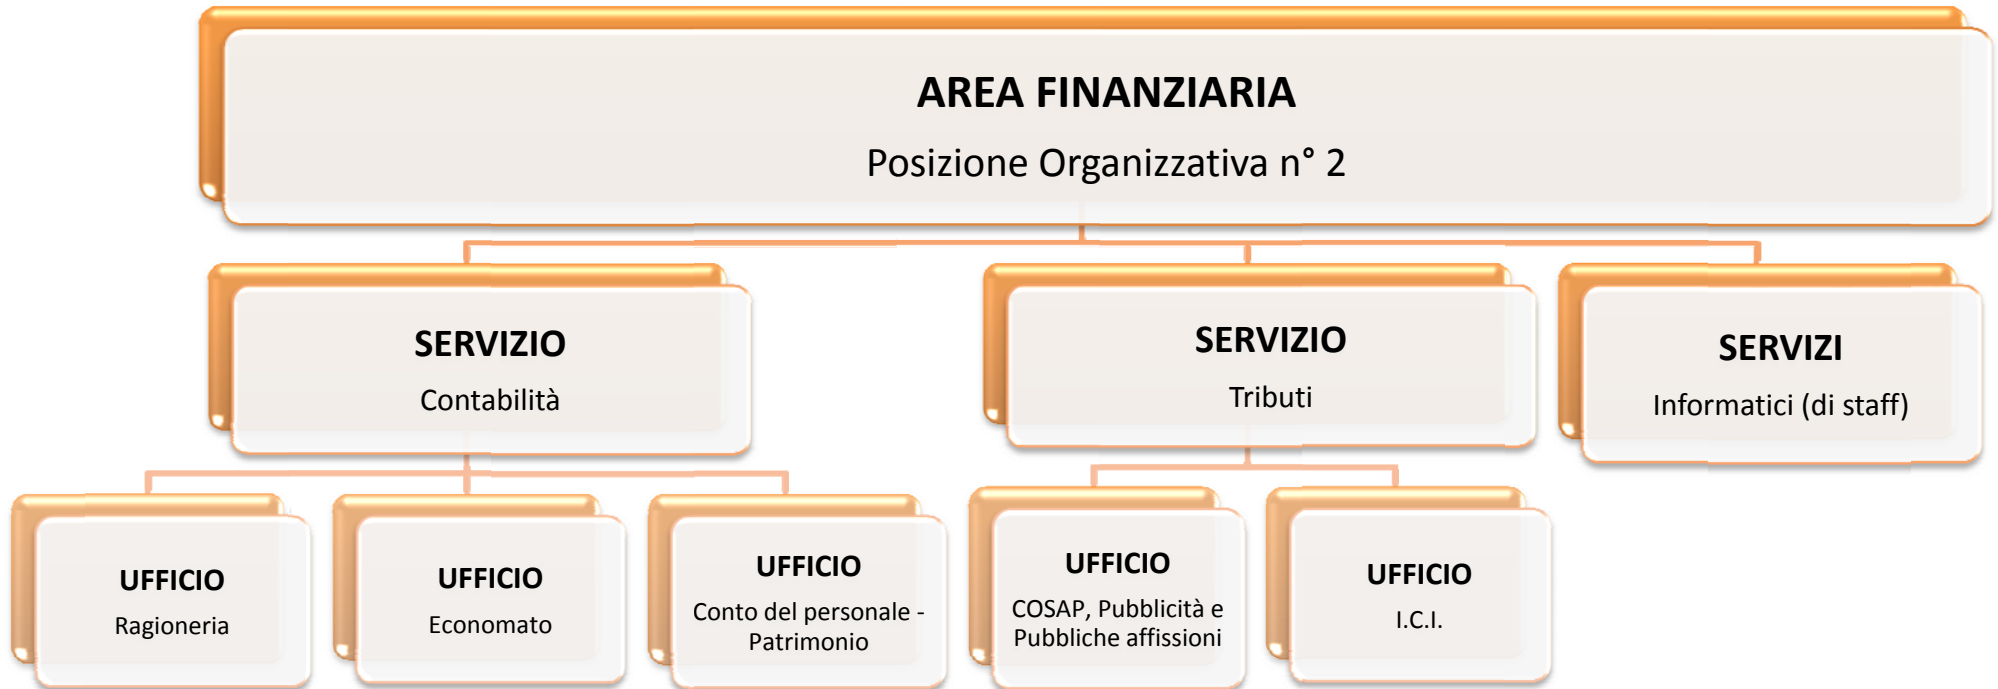 AREA FINANZIARIA
Posizione Organizzativa n° 2
SERVIZIO
Contabilità
SERVIZIO
Tributi
SERVIZI
Informatici (di staff)
UFFICIO
Ragioneria
UFFICIO
Economato
UFFICIO
Conto del personale -
Patrimonio
UFFICIO
COSAP, Pubblicità e
Pubbliche affissioni
UFFICIO
I.C.I.